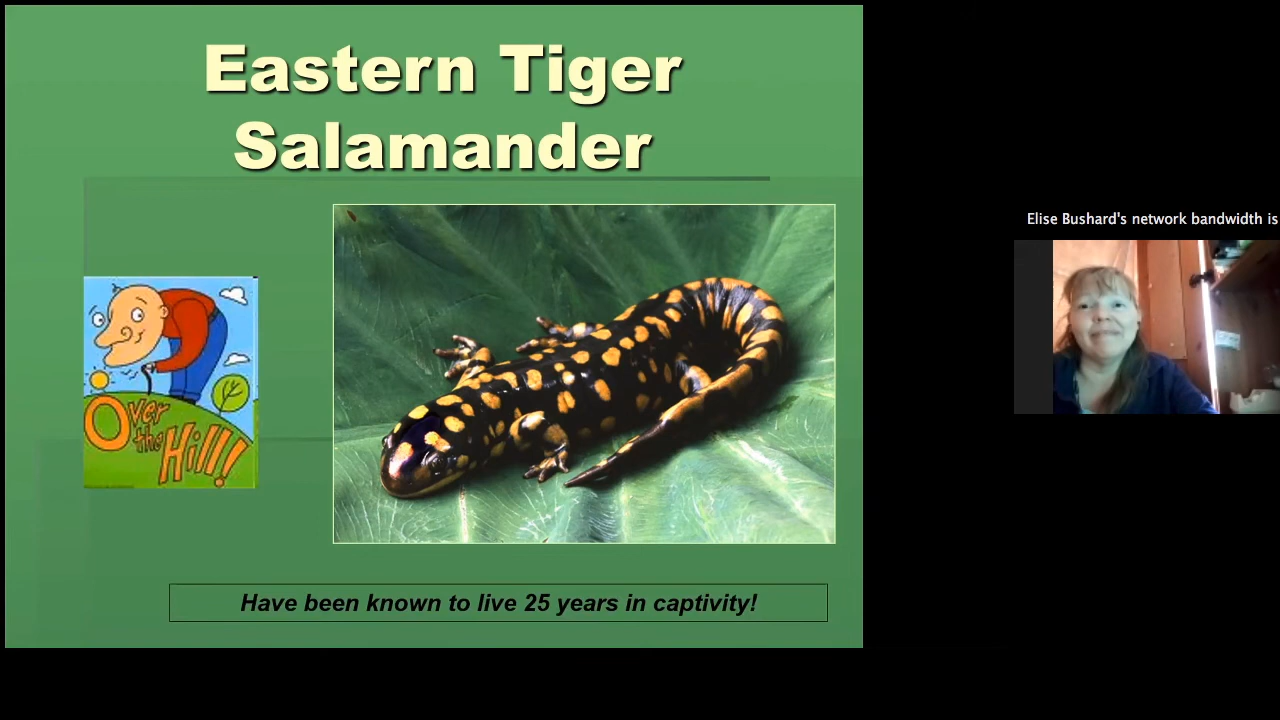 Eastern Tiger
Salamander
Elise Bushard's network bandwidth is
Over
the Hill!
Have been known to live 25 years in captivity!